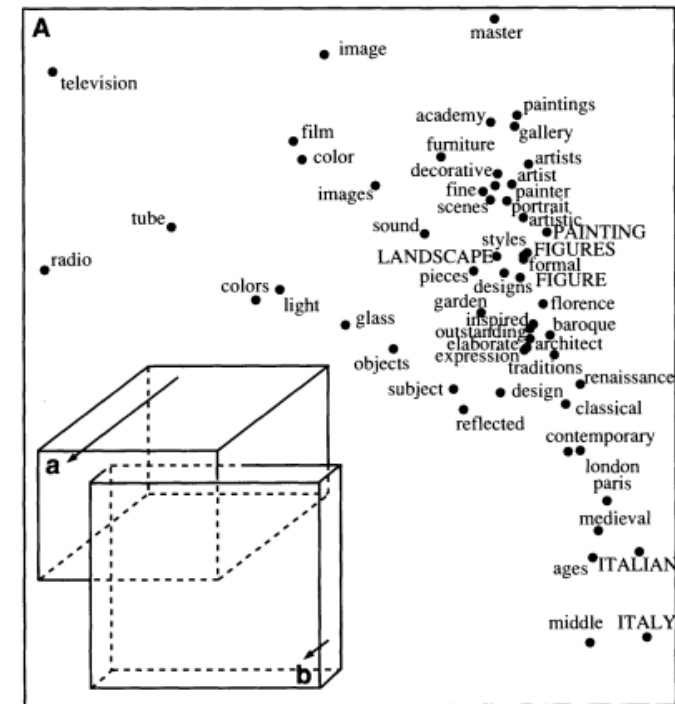 A
master
image
television
paintings
academy
gallery
film
furniture
color
artists
decorative
artist
images
fine
painter
scenes
portrait
artistic
tube
sound
PAINTING
styles
FIGURES
LANDSCAPE
formal
radio
pieces
designs
FIGURE
colors
light
garden
florence
glass
inspired
baroque
outstanding
elaborate
architect
expression
objects
traditions
renaissance
subject
design
classical
reflected
contemporary
a
london
paris
medieval
ages
ITALIAN
middle
ITALY
b